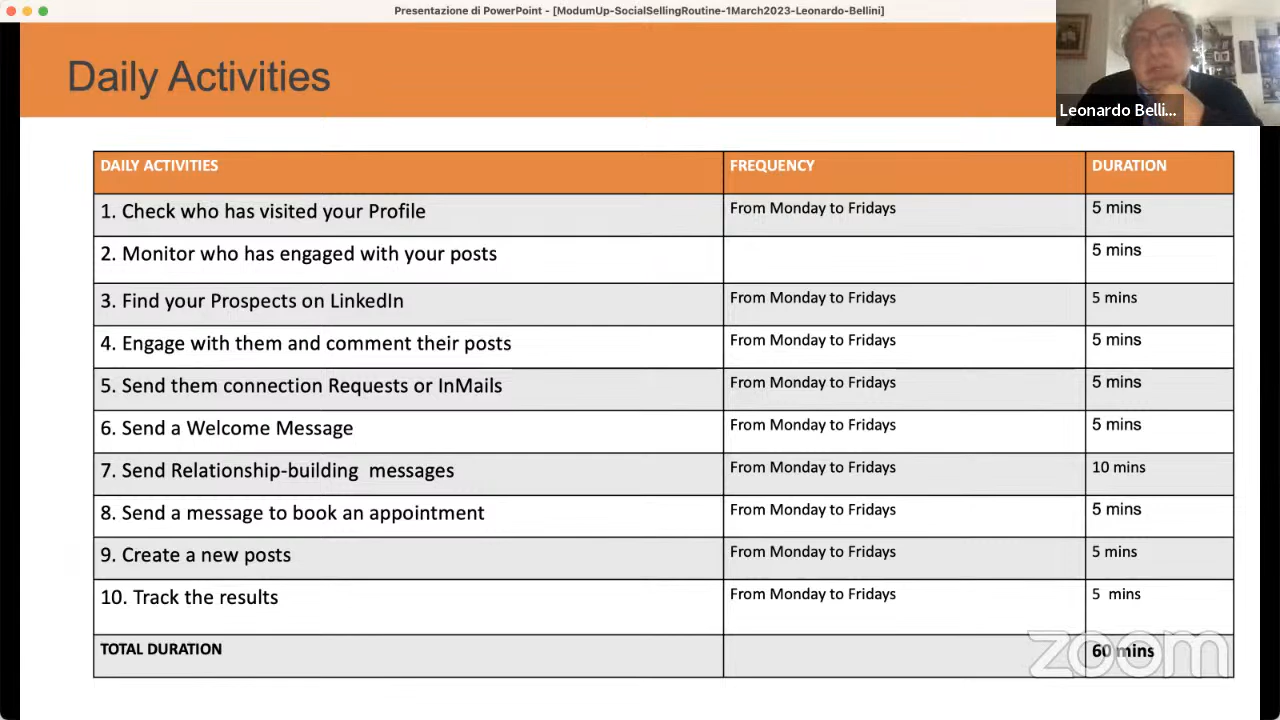 Presentazione di PowerPoint - [ModumUp-SocialSellingRoutine-1March2023-Leonardo-Bellini]
Daily Activities
Leonardo Belli...
DAILY ACTIVITIES FREQUENCY DURATION
1. Check who has visited your Profile From Monday to Fridays 5 mins
2. Monitor who has engaged with your posts 5 mins
3. Find your Prospects on LinkedIn From Monday to Fridays 5 mins
4. Engage with them and comment their posts From Monday to Fridays 5 mins
5. Send them connection Requests or InMails From Monday to Fridays 5 mins
6. Send a Welcome Message From Monday to Fridays 5 mins
7. Send Relationship-building messages From Monday to Fridays 10 mins
8. Send a message to book an appointment From Monday to Fridays 5 mins
9. Create a new posts From Monday to Fridays 5 mins
10. Track the results From Monday to Fridays 5 mins
TOTAL DURATION 60 mins
zoom